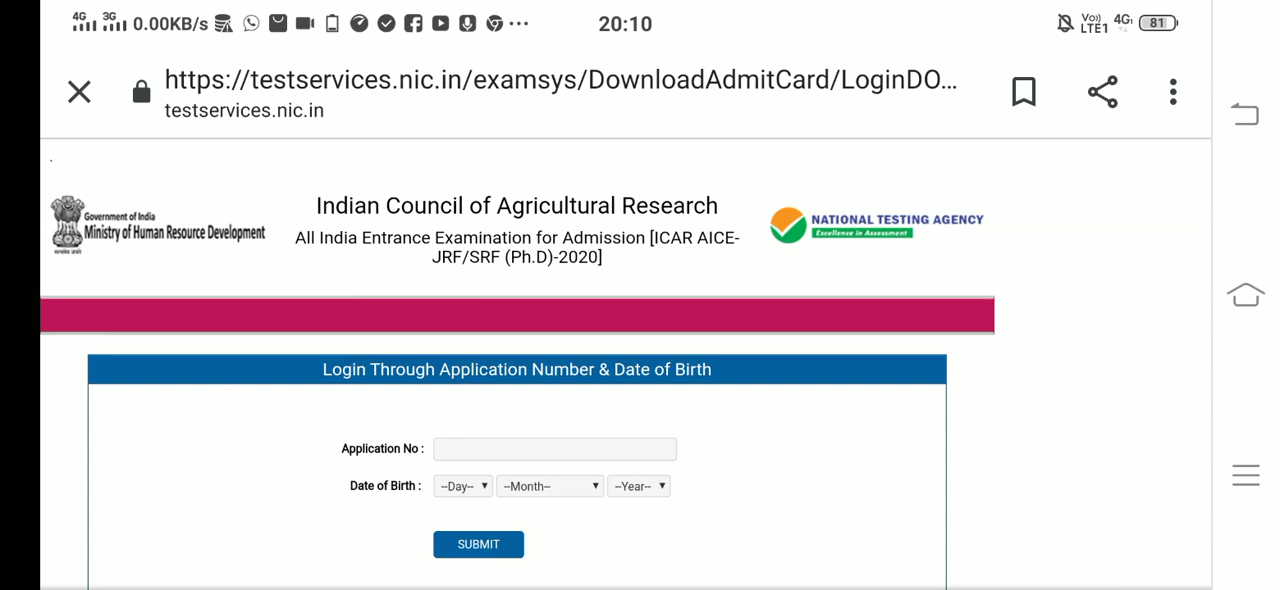 4G 3G 0.00KB/s 20:10 Vo)) LTE1 4G 81
https://testservices.nic.in/examsys/DownloadAdmitCard/LoginDO...
testservices.nic.in
Government of India
Ministry of Human Resource Development
Indian Council of Agricultural Research
All India Entrance Examination for Admission [ICAR AICE-
JRF/SRF (Ph.D)-2020]
NATIONAL TESTING AGENCY
Excellence in Assessment
Login Through Application Number & Date of Birth
Application No :
Date of Birth : --Day-- --Month-- --Year--
SUBMIT